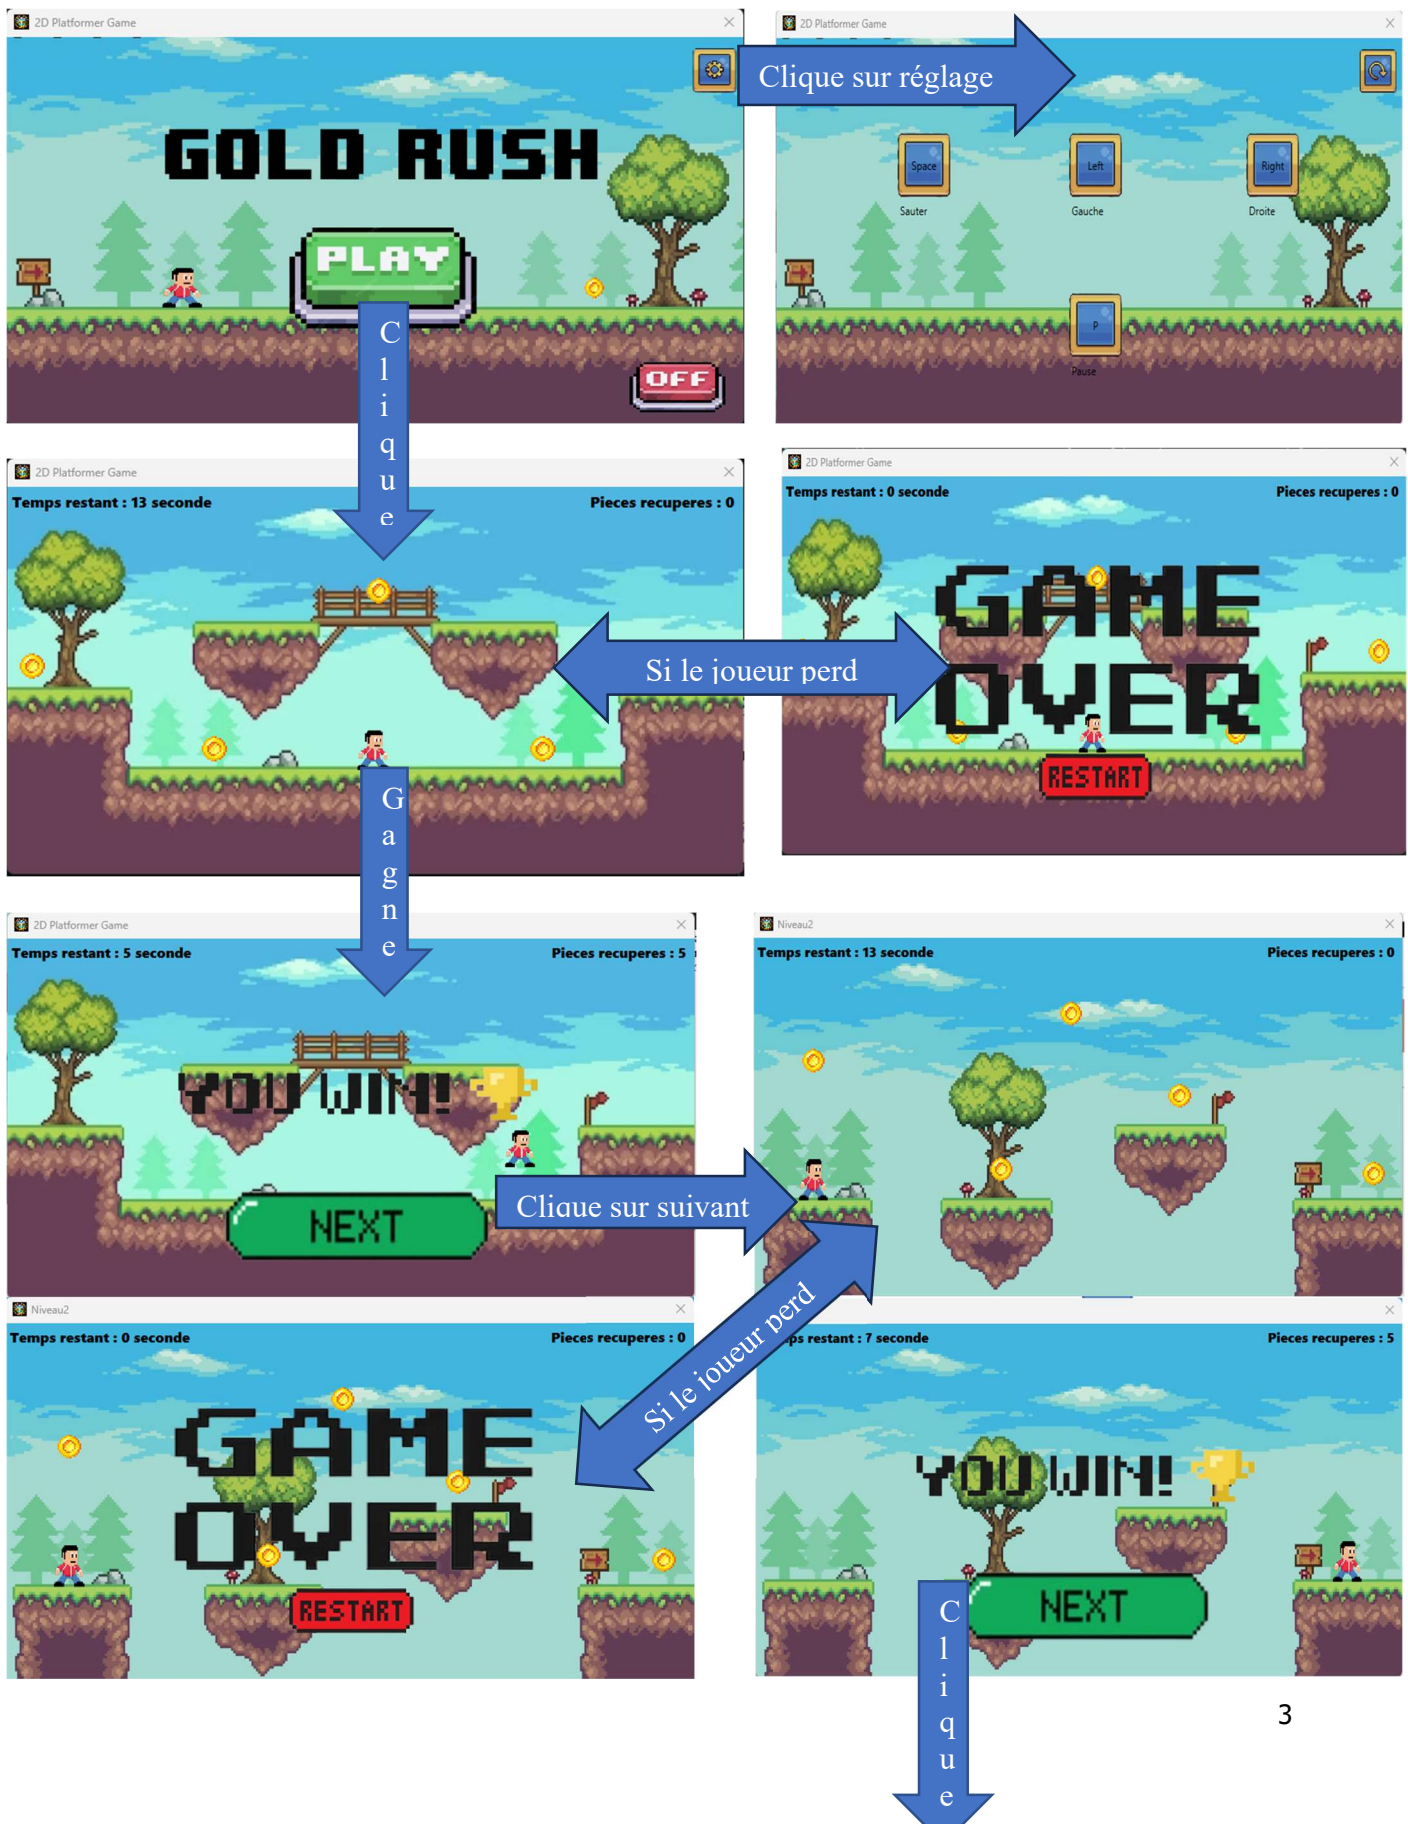 2D Platformer Game
GOLD RUSH
PLAY
OFF
Clique sur réglage
2D Platformer Game
Space
Sauter
Left
Gauche
Right
Droite
P
Pause
Clique
2D Platformer Game
Temps restant : 13 seconde
Pieces recuperes : 0
Si le joueur perd
2D Platformer Game
Temps restant : 0 seconde
Pieces recuperes : 0
GAME
OVER
RESTART
Gagne
2D Platformer Game
Temps restant : 5 seconde
Pieces recuperes : 5
YOU WIN!
NEXT
Clique sur suivant
Niveau2
Temps restant : 13 seconde
Pieces recuperes : 0
Si le joueur perd
Niveau2
Temps restant : 0 seconde
Pieces recuperes : 0
GAME
OVER
RESTART
restant : 7 seconde
Pieces recuperes : 5
YOU WIN!
NEXT
Clique
3